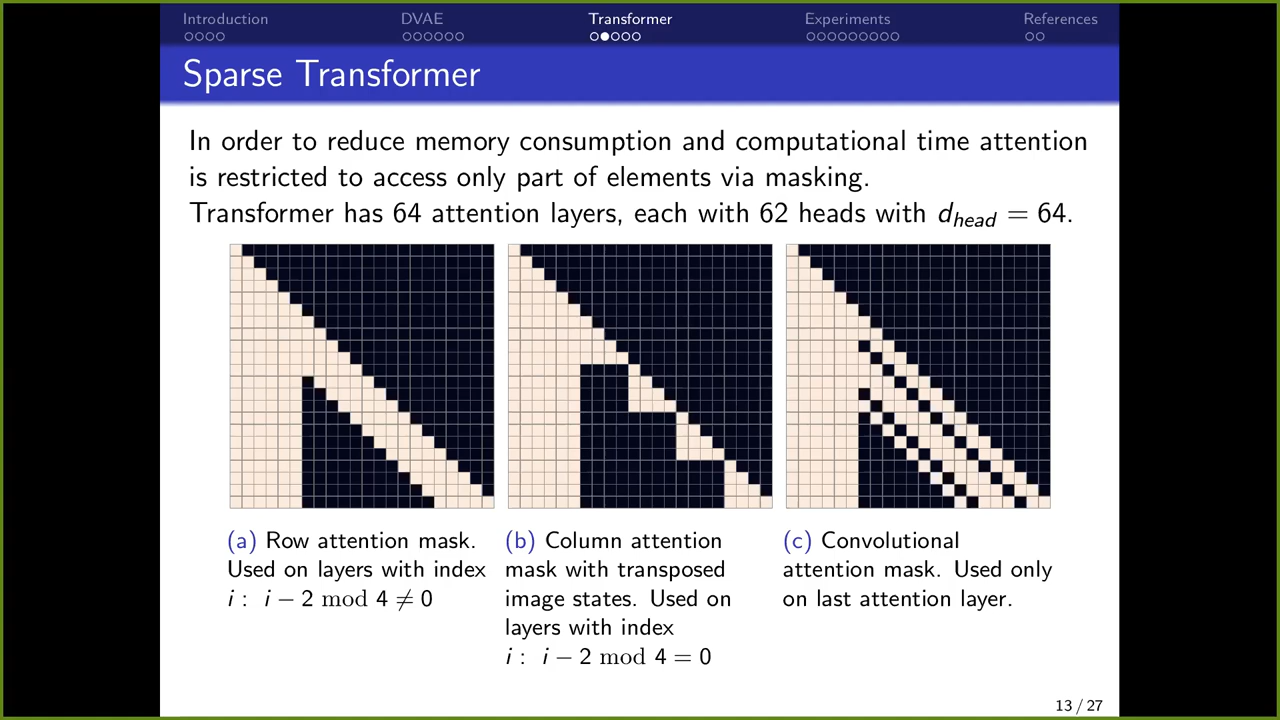 Introduction DVAE Transformer Experiments References
Sparse Transformer
In order to reduce memory consumption and computational time attention
is restricted to access only part of elements via masking.
Transformer has 64 attention layers, each with 62 heads with d_head = 64.
(a) Row attention mask.
Used on layers with index
i : i − 2 mod 4 ≠ 0
(b) Column attention
mask with transposed
image states. Used on
layers with index
i : i − 2 mod 4 = 0
(c) Convolutional
attention mask. Used only
on last attention layer.
13 / 27